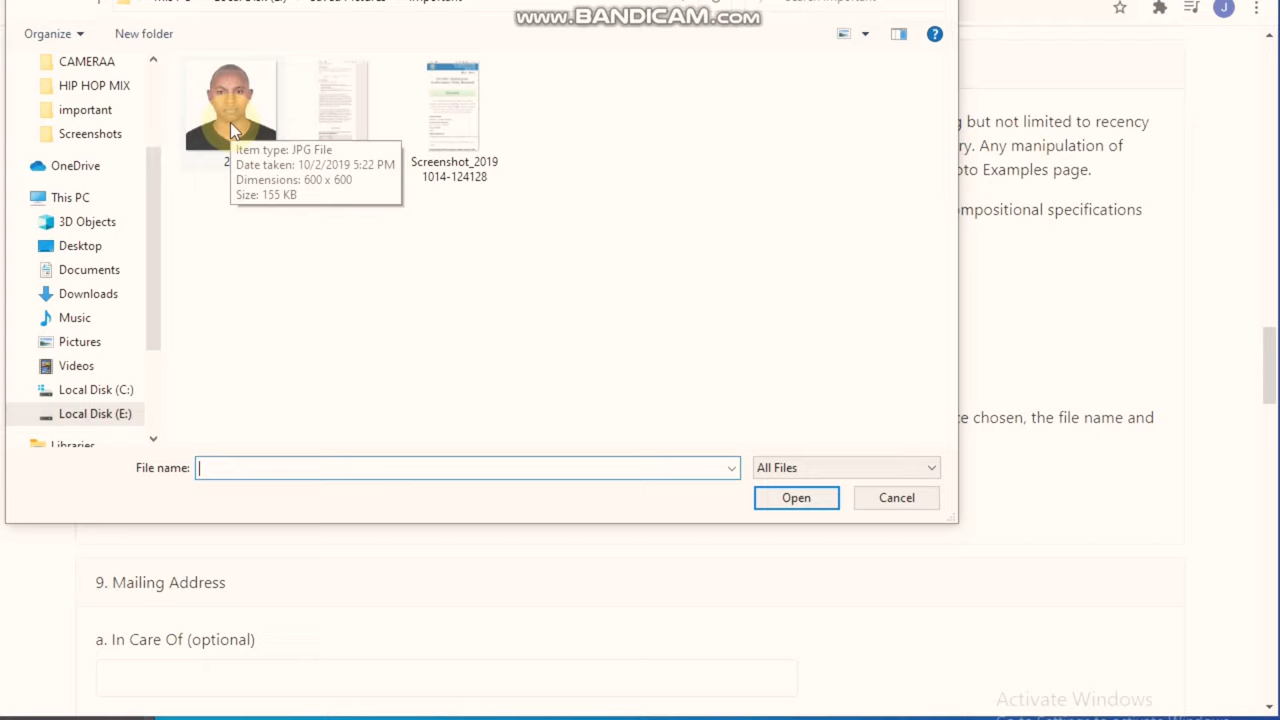 www.BANDICAM.com
Organize
New folder
CAMERAA
HIP HOP MIX
Important
Screenshots
OneDrive
This PC
3D Objects
Desktop
Documents
Downloads
Music
Pictures
Videos
Local Disk (C:)
Local Disk (E:)
Libraries
2
Item type: JPG File
Date taken: 10/2/2019 5:22 PM
Dimensions: 600 x 600
Size: 155 KB
Screenshot_2019
1014-124128
File name:
All Files
Open
Cancel
J
but not limited to recency
ry. Any manipulation of
oto Examples page.
mpositional specifications
ce chosen, the file name and
9. Mailing Address
a. In Care Of (optional)
Activate Windows